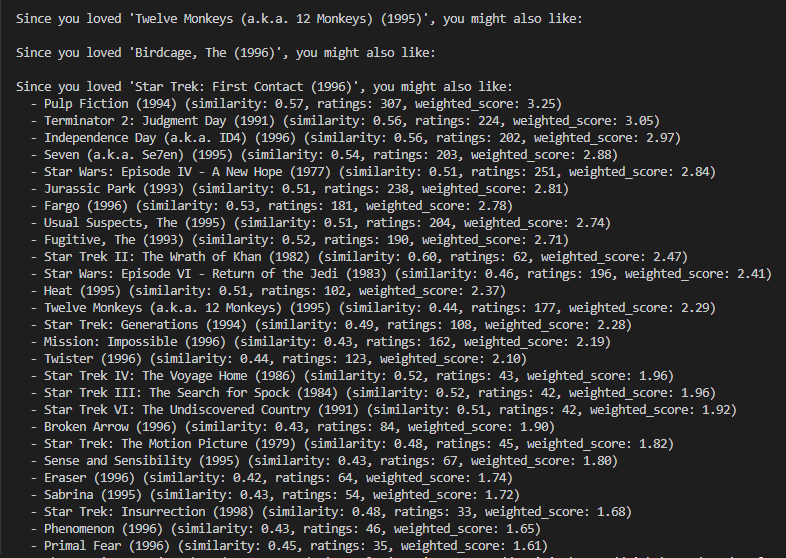 Since you loved 'Twelve Monkeys (a.k.a. 12 Monkeys) (1995)', you might also like:
Since you loved 'Birdcage, The (1996)', you might also like:
Since you loved 'Star Trek: First Contact (1996)', you might also like:
- Pulp Fiction (1994) (similarity: 0.57, ratings: 307, weighted_score: 3.25)
- Terminator 2: Judgment Day (1991) (similarity: 0.56, ratings: 224, weighted_score: 3.05)
- Independence Day (a.k.a. ID4) (1996) (similarity: 0.56, ratings: 202, weighted_score: 2.97)
- Seven (a.k.a. Se7en) (1995) (similarity: 0.54, ratings: 203, weighted_score: 2.88)
- Star Wars: Episode IV - A New Hope (1977) (similarity: 0.51, ratings: 251, weighted_score: 2.84)
- Jurassic Park (1993) (similarity: 0.51, ratings: 238, weighted_score: 2.81)
- Fargo (1996) (similarity: 0.53, ratings: 181, weighted_score: 2.78)
- Usual Suspects, The (1995) (similarity: 0.51, ratings: 204, weighted_score: 2.74)
- Fugitive, The (1993) (similarity: 0.52, ratings: 190, weighted_score: 2.71)
- Star Trek II: The Wrath of Khan (1982) (similarity: 0.60, ratings: 62, weighted_score: 2.47)
- Star Wars: Episode VI - Return of the Jedi (1983) (similarity: 0.46, ratings: 196, weighted_score: 2.41)
- Heat (1995) (similarity: 0.51, ratings: 102, weighted_score: 2.37)
- Twelve Monkeys (a.k.a. 12 Monkeys) (1995) (similarity: 0.44, ratings: 177, weighted_score: 2.29)
- Star Trek: Generations (1994) (similarity: 0.49, ratings: 108, weighted_score: 2.28)
- Mission: Impossible (1996) (similarity: 0.43, ratings: 162, weighted_score: 2.19)
- Twister (1996) (similarity: 0.44, ratings: 123, weighted_score: 2.10)
- Star Trek IV: The Voyage Home (1986) (similarity: 0.52, ratings: 43, weighted_score: 1.96)
- Star Trek III: The Search for Spock (1984) (similarity: 0.52, ratings: 42, weighted_score: 1.96)
- Star Trek VI: The Undiscovered Country (1991) (similarity: 0.51, ratings: 42, weighted_score: 1.92)
- Broken Arrow (1996) (similarity: 0.43, ratings: 84, weighted_score: 1.90)
- Star Trek: The Motion Picture (1979) (similarity: 0.48, ratings: 45, weighted_score: 1.82)
- Sense and Sensibility (1995) (similarity: 0.43, ratings: 67, weighted_score: 1.80)
- Eraser (1996) (similarity: 0.42, ratings: 64, weighted_score: 1.74)
- Sabrina (1995) (similarity: 0.43, ratings: 54, weighted_score: 1.72)
- Star Trek: Insurrection (1998) (similarity: 0.48, ratings: 33, weighted_score: 1.68)
- Phenomenon (1996) (similarity: 0.43, ratings: 46, weighted_score: 1.65)
- Primal Fear (1996) (similarity: 0.45, ratings: 35, weighted_score: 1.61)